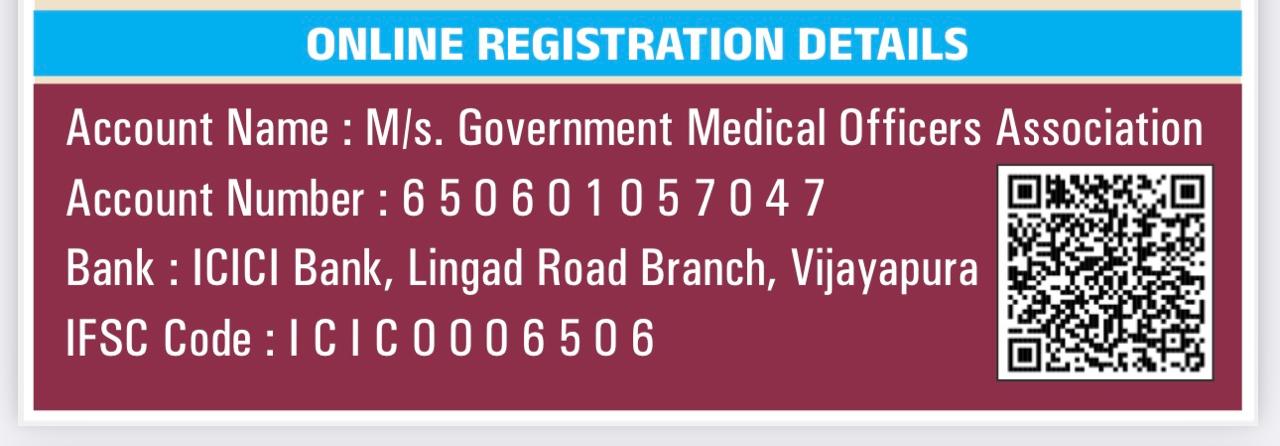 ONLINE REGISTRATION DETAILS
Account Name : M/s. Government Medical Officers Association
Account Number : 6 5 0 6 0 1 0 5 7 0 4 7
Bank : ICICI Bank, Lingad Road Branch, Vijayapura
IFSC Code : I C I C 0 0 0 6 5 0 6